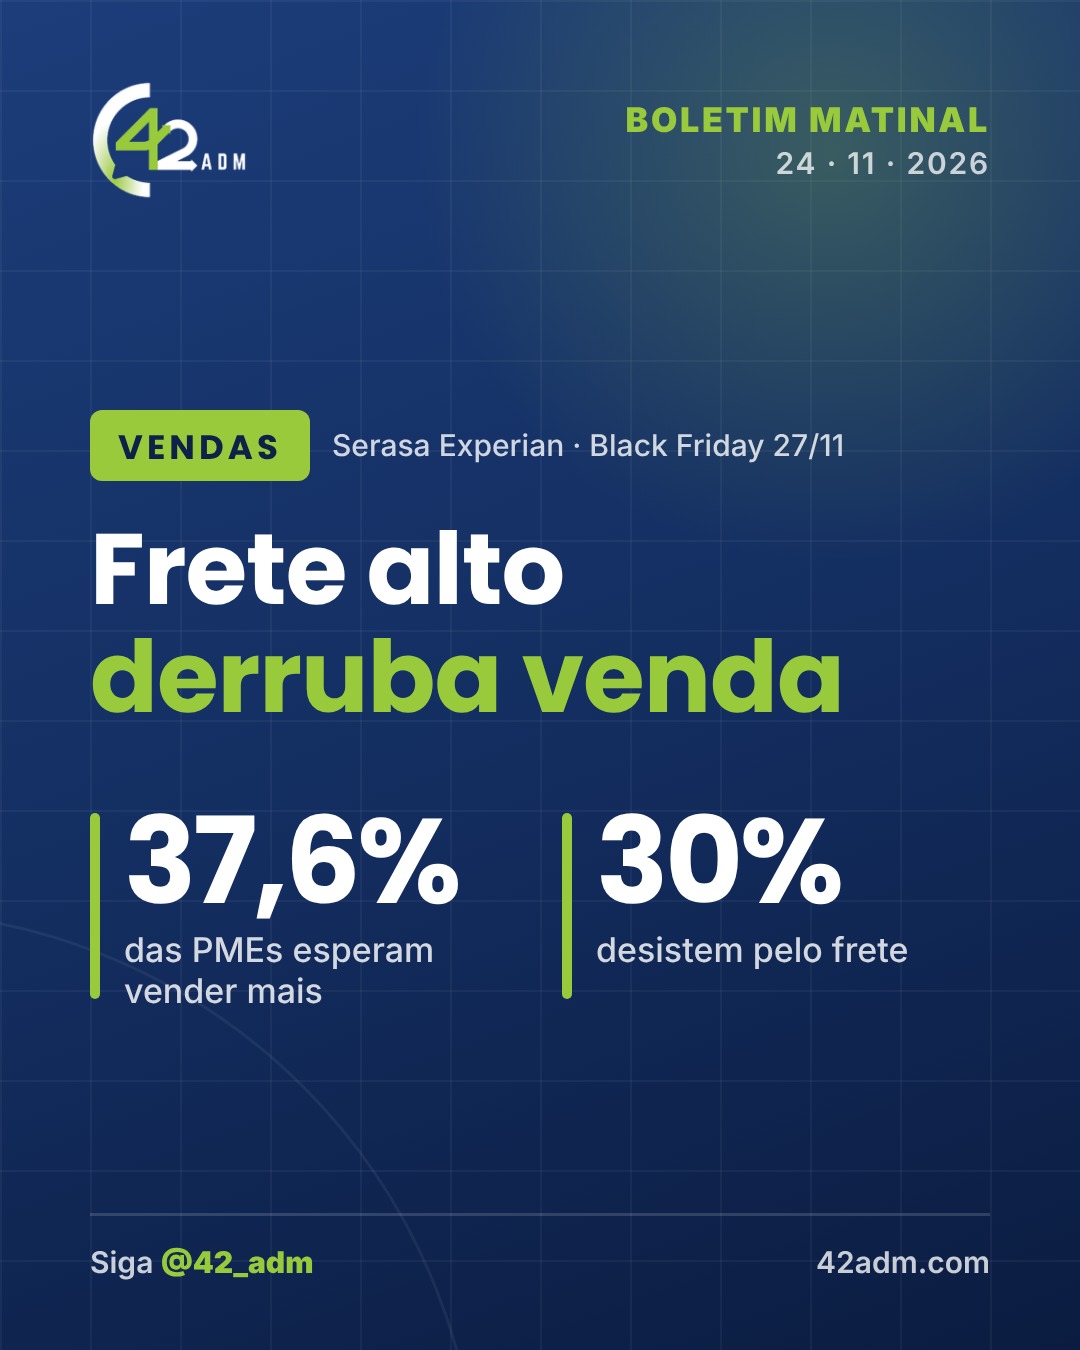 42 ADM
BOLETIM MATINAL
24 · 11 · 2026
VENDAS
Serasa Experian · Black Friday 27/11
Frete alto
derruba venda
37,6%
das PMEs esperam
vender mais
30%
desistem pelo frete
Siga @42_adm
42adm.com